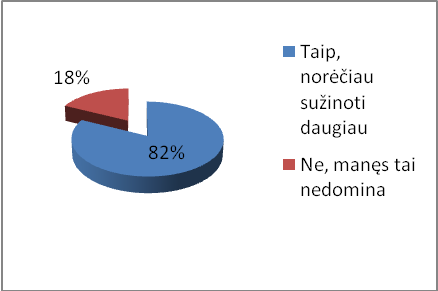 18%
82%
Taip,
norėčiau
sužinoti
daugiau
Ne, manęs tai
nedomina